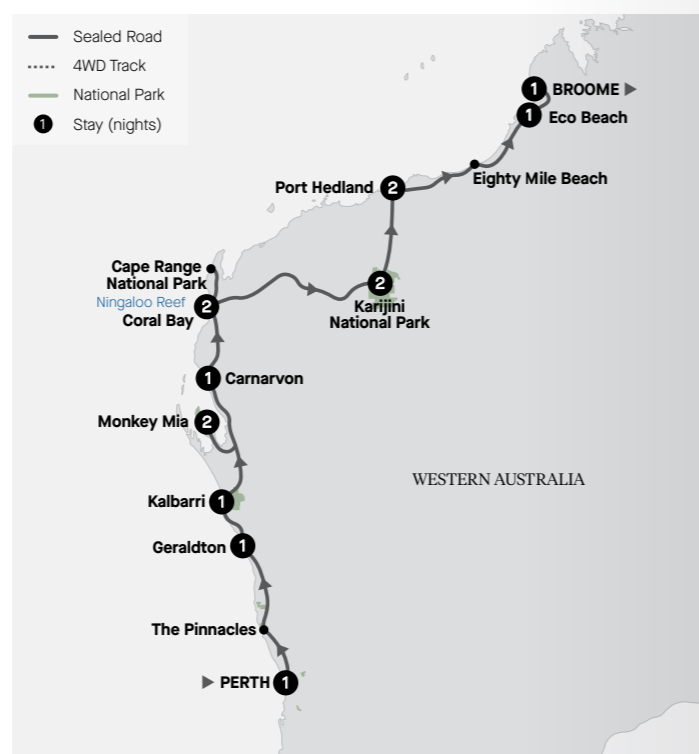 Sealed Road
4WD Track
National Park
1 Stay (nights)
1 BROOME
1 Eco Beach
Eighty Mile Beach
Port Hedland 2
Cape Range
National Park
Ningaloo Reef
Coral Bay 2
2
Karijini
National Park
1 Carnarvon
Monkey Mia 2
WESTERN AUSTRALIA
Kalbarri 1
Geraldton 1
The Pinnacles
PERTH 1